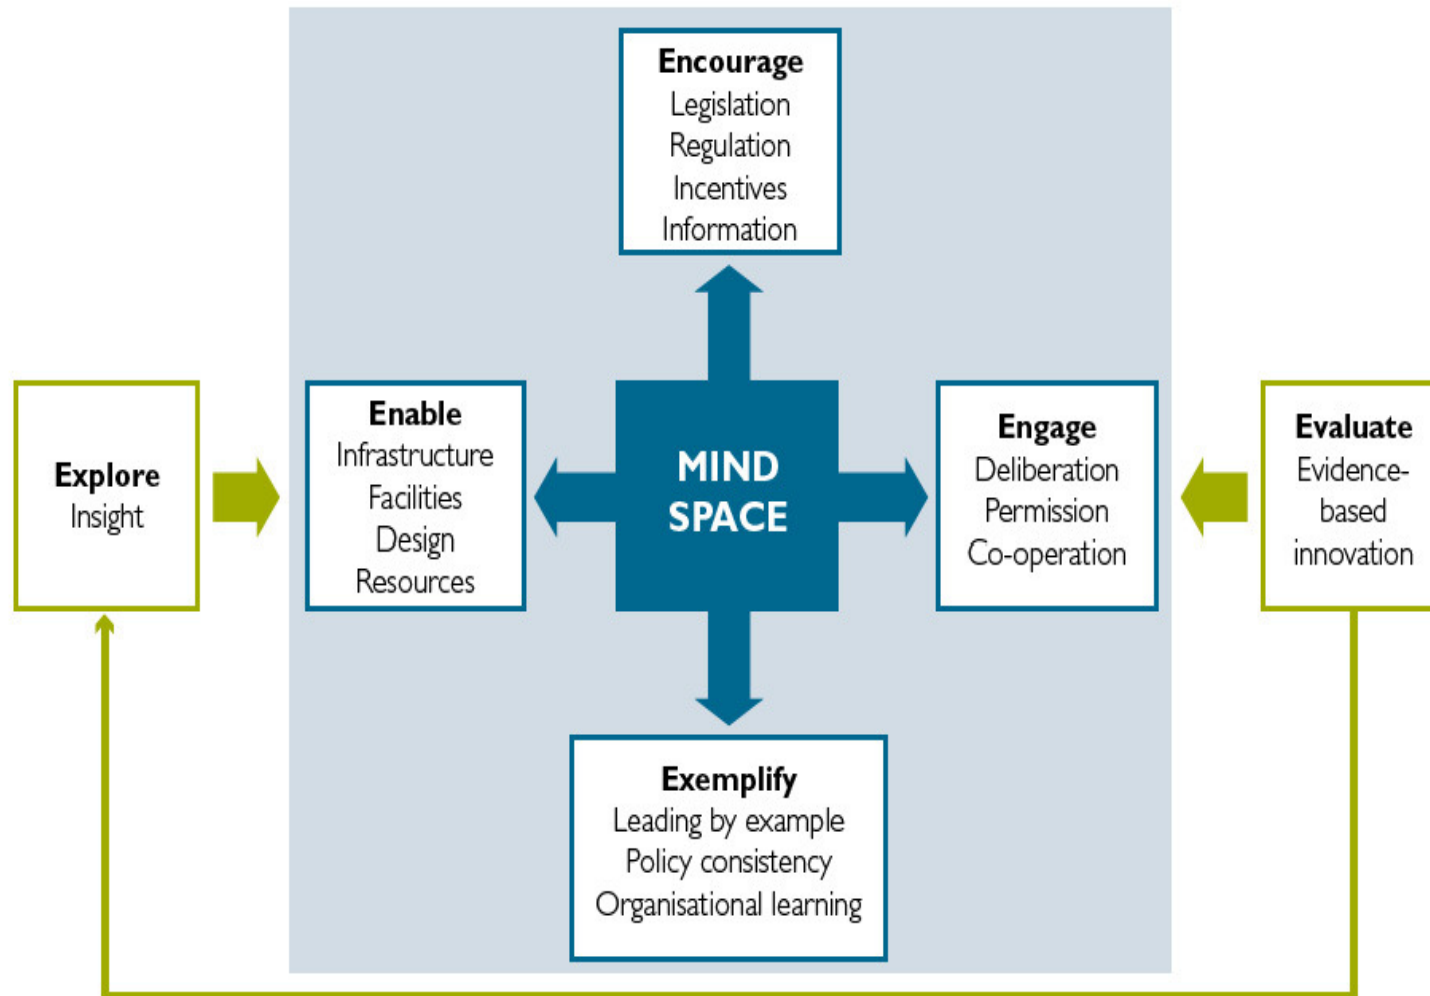 Encourage
Legislation
Regulation
Incentives
Information
Explore
Insight
Enable
Infrastructure
Facilities
Design
Resources
MIND
SPACE
Engage
Deliberation
Permission
Co-operation
Evaluate
Evidence-
based
innovation
Exemplify
Leading by example
Policy consistency
Organisational learning